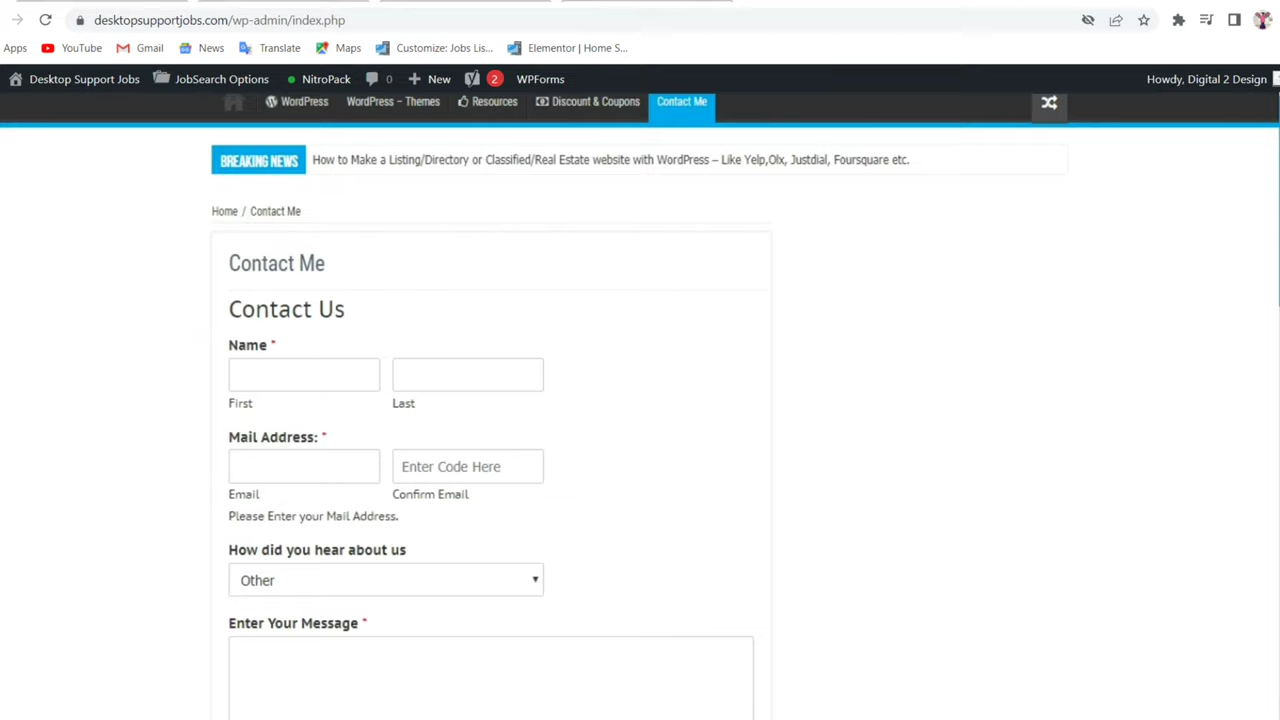 desktopsupportjobs.com/wp-admin/index.php
Apps YouTube Gmail News Translate Maps Customize: Jobs Lis... Elementor | Home S...
Desktop Support Jobs JobSearch Options NitroPack 0 New 2 WPForms Howdy, Digital 2 Design
WordPress WordPress – Themes Resources Discount & Coupons Contact Me
BREAKING NEWS How to Make a Listing/Directory or Classified/Real Estate website with WordPress – Like Yelp,Olx, Justdial, Foursquare etc.
Home / Contact Me
Contact Me
Contact Us
Name *
First Last
Mail Address: *
Enter Code Here
Email Confirm Email
Please Enter your Mail Address.
How did you hear about us
Other
Enter Your Message *